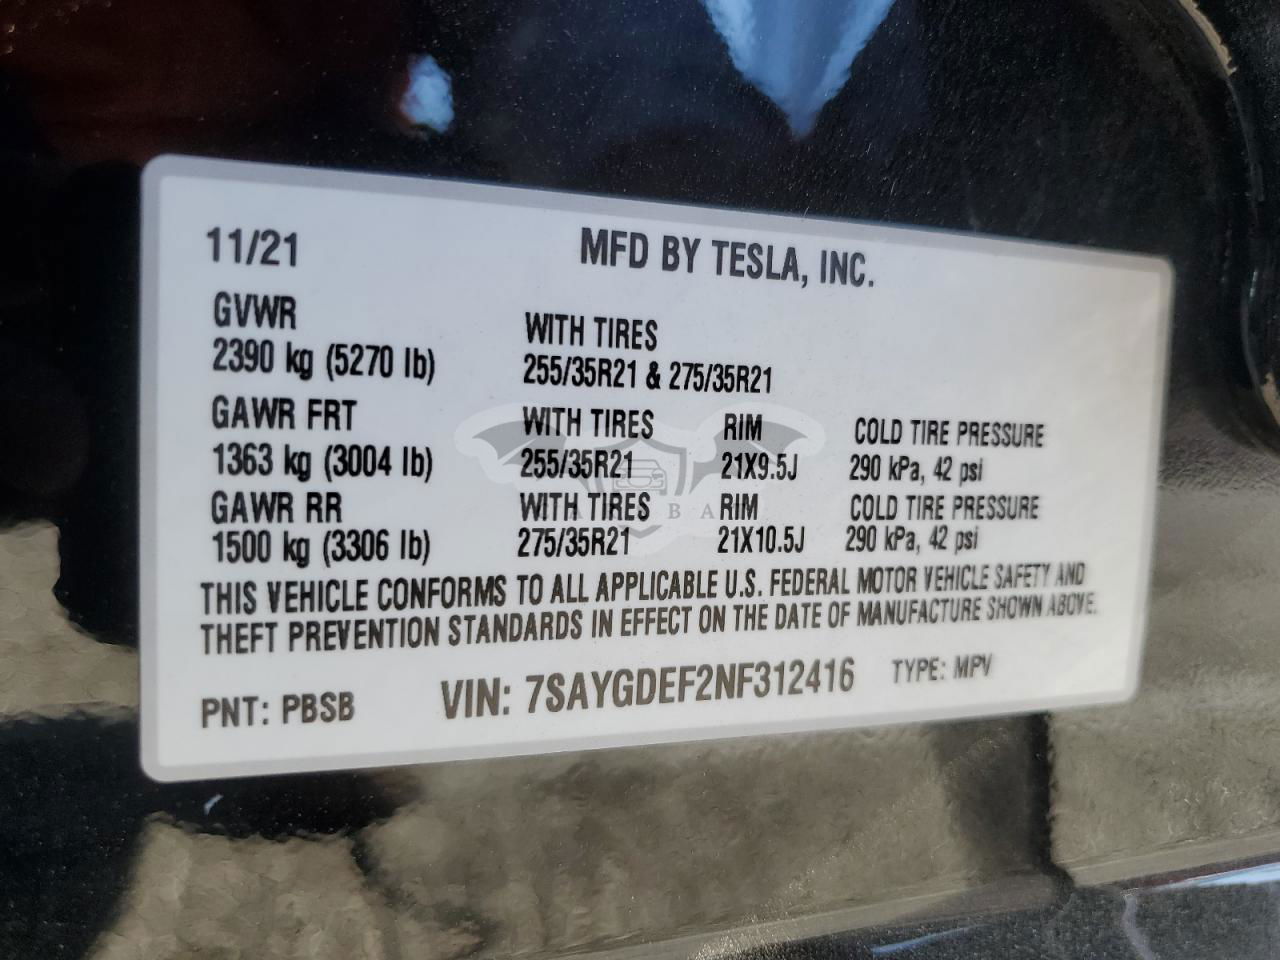 11/21 MFD BY TESLA, INC.
GVWR WITH TIRES
2390 kg (5270 lb) 255/35R21 & 275/35R21
GAWR FRT WITH TIRES RIM COLD TIRE PRESSURE
1363 kg (3004 lb) 255/35R21 21X9.5J 290 kPa, 42 psi
GAWR RR WITH TIRES RIM COLD TIRE PRESSURE
1500 kg (3306 lb) 275/35R21 21X10.5J 290 kPa, 42 psi
THIS VEHICLE CONFORMS TO ALL APPLICABLE U.S. FEDERAL MOTOR VEHICLE SAFETY AND
THEFT PREVENTION STANDARDS IN EFFECT ON THE DATE OF MANUFACTURE SHOWN ABOVE.
PNT: PBSB VIN: 7SAYGDEF2NF312416 TYPE: MPV